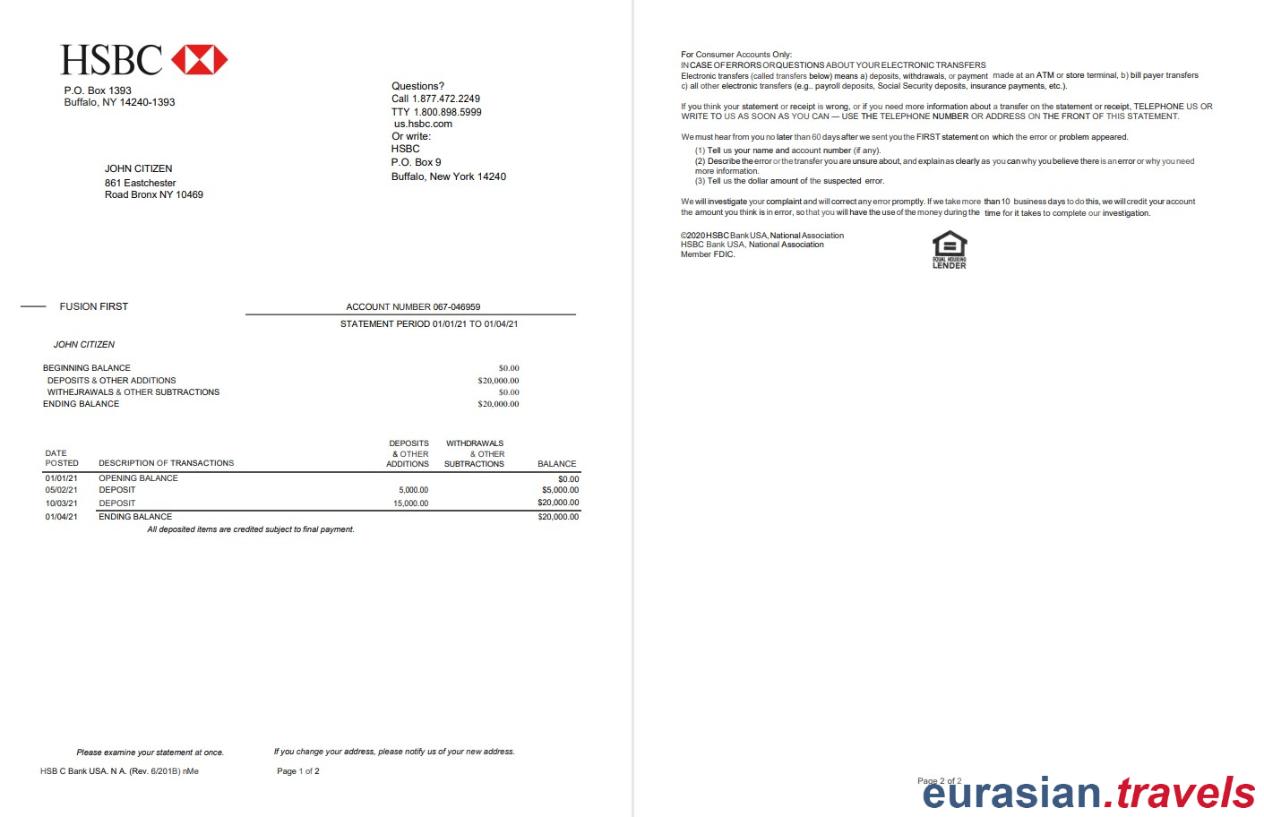 HSBC
P.O. Box 1393
Buffalo, NY 14240-1393
Questions?
Call 1.877.472.2249
TTY 1.800.898.5999
us.hsbc.com
Or write:
HSBC
P.O. Box 9
Buffalo, New York 14240
JOHN CITIZEN
861 Eastchester
Road Bronx NY 10469
FUSION FIRST ACCOUNT NUMBER 067-046959
STATEMENT PERIOD 01/01/21 TO 01/04/21
JOHN CITIZEN
BEGINNING BALANCE $0.00
DEPOSITS & OTHER ADDITIONS $20,000.00
WITHEJRAWALS & OTHER SUBTRACTIONS $0.00
ENDING BALANCE $20,000.00
DEPOSITS WITHDRAWALS
DATE & OTHER & OTHER
POSTED DESCRIPTION OF TRANSACTIONS ADDITIONS SUBTRACTIONS BALANCE
01/01/21 OPENING BALANCE $0.00
05/02/21 DEPOSIT 5,000.00 $5,000.00
10/03/21 DEPOSIT 15,000.00 $20,000.00
01/04/21 ENDING BALANCE $20,000.00
All deposited items are credited subject to final payment.
Please examine your statement at once. If you change your address, please notify us of your new address.
HSB C Bank USA. N A. (Rev. 6/201B) nMe Page 1 of 2
For Consumer Accounts Only:
IN CASE OF ERRORS OR QUESTIONS ABOUT YOUR ELECTRONIC TRANSFERS
Electronic transfers (called transfers below) means a) deposits, withdrawals, or payment made at an ATM or store terminal, b) bill payer transfers
c) all other electronic transfers (e.g.. payroll deposits, Social Security deposits, insurance payments, etc.).
If you think your statement or receipt is wrong, or if you need more information about a transfer on the statement or receipt, TELEPHONE US OR
WRITE TO US AS SOON AS YOU CAN — USE THE TELEPHONE NUMBER OR ADDRESS ON THE FRONT OF THIS STATEMENT.
We must hear from you no later than 60 days after we sent you the FIRST statement on which the error or problem appeared.
(1) Tell us your name and account number (if any).
(2) Describe the error or the transfer you are unsure about, and explain as clearly as you can why you believe there is an error or why you need
more information.
(3) Tell us the dollar amount of the suspected error.
We will investigate your complaint and will correct any error promptly. If we take more than 10 business days to do this, we will credit your account
the amount you think is in error, so that you will have the use of the money during the time for it takes to complete our investigation.
©2020 HSBC Bank USA, National Association
HSBC Bank USA, National Association
Member FDIC.
EQUAL HOUSING
LENDER
Page 2 of 2
eurasian.travels